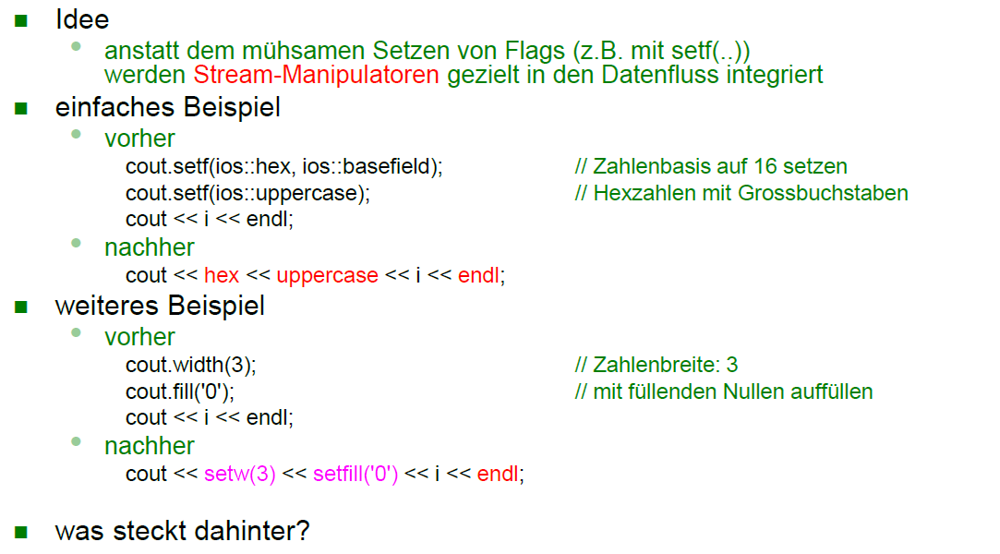 Idee
anstatt dem mühsamen Setzen von Flags (z.B. mit setf(..))
werden Stream-Manipulatoren gezielt in den Datenfluss integriert
einfaches Beispiel
vorher
cout.setf(ios::hex, ios::basefield); // Zahlenbasis auf 16 setzen
cout.setf(ios::uppercase); // Hexzahlen mit Grossbuchstaben
cout << i << endl;
nachher
cout << hex << uppercase << i << endl;
weiteres Beispiel
vorher
cout.width(3); // Zahlenbreite: 3
cout.fill('0'); // mit füllenden Nullen auffüllen
cout << i << endl;
nachher
cout << setw(3) << setfill('0') << i << endl;
was steckt dahinter?